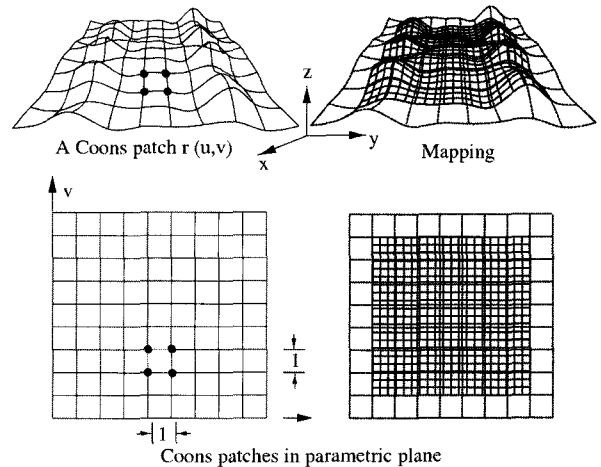 z
y
x
A Coons patch r (u,v)
Mapping
v
1
1
Coons patches in parametric plane